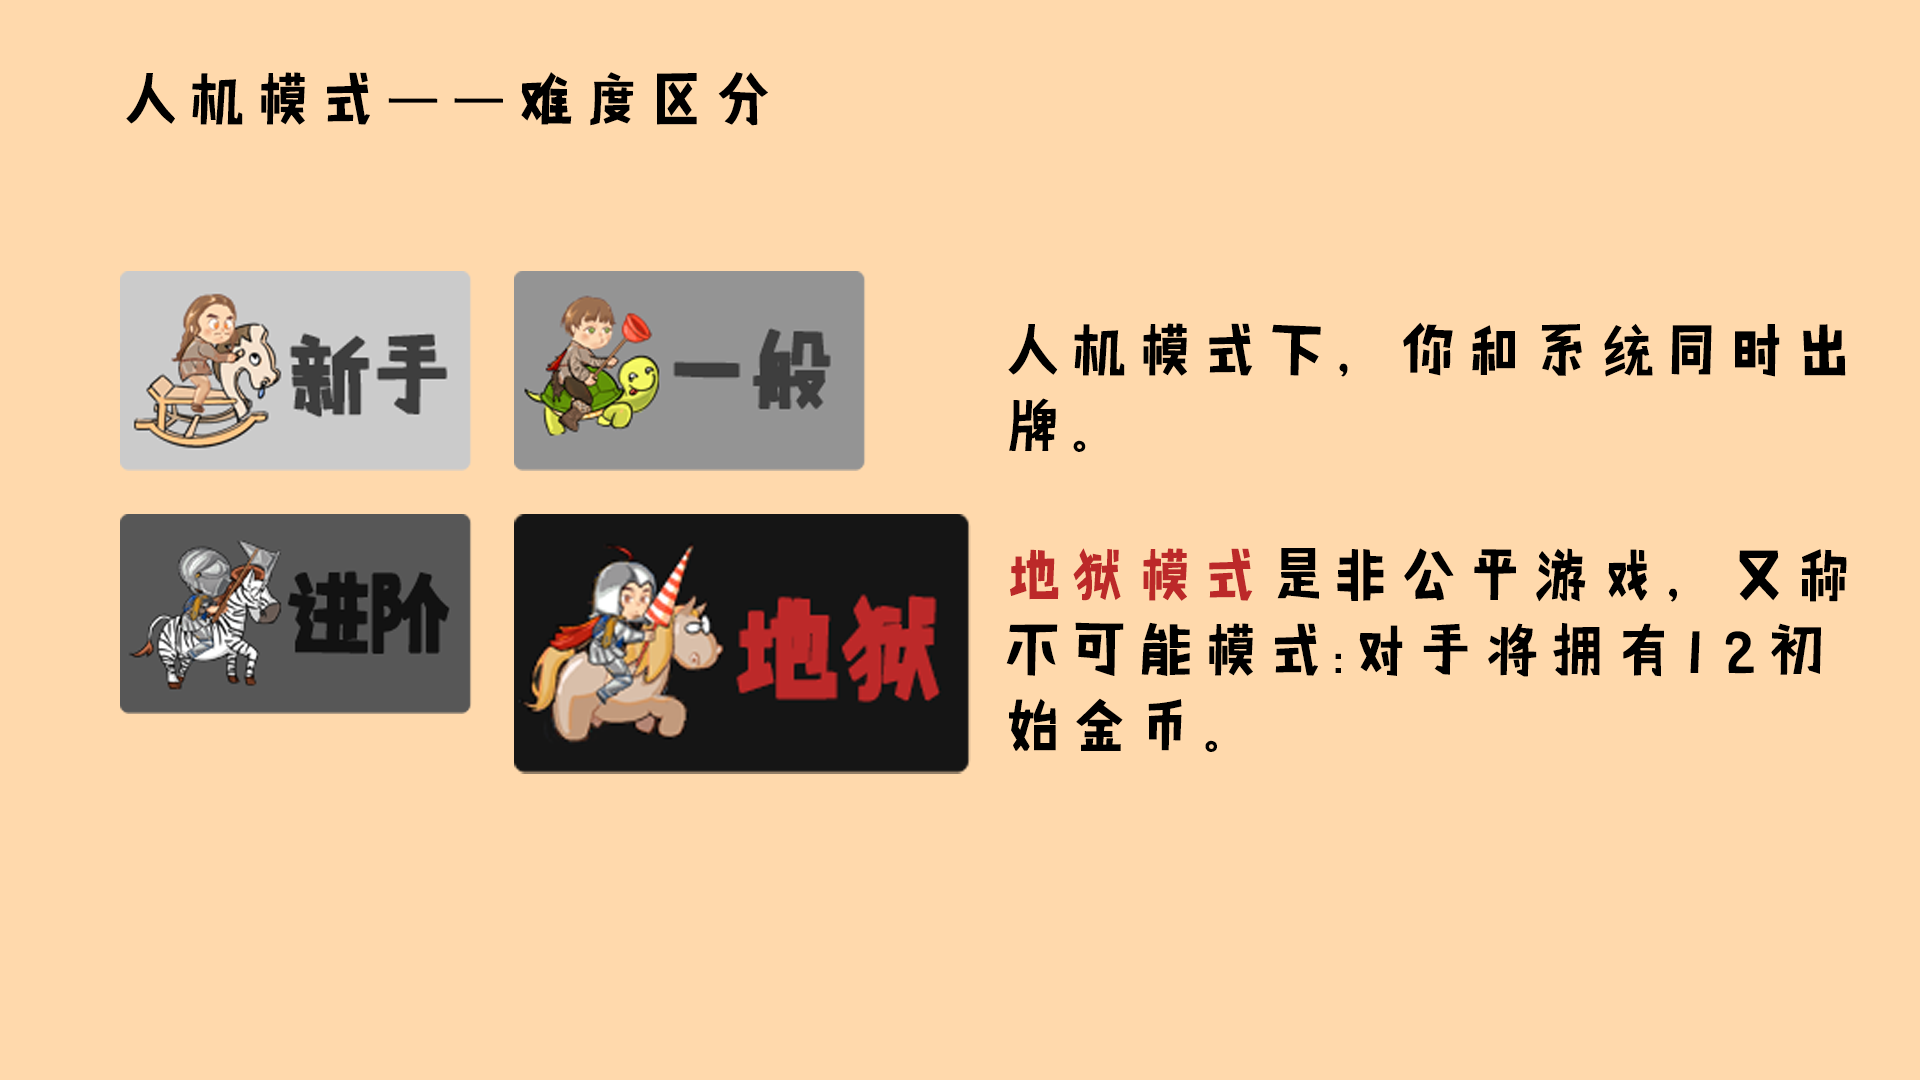 人机模式——难度区分
新手
一般
进阶
地狱
人机模式下，你和系统同时出
牌。
地狱模式是非公平游戏，又称
不可能模式:对手将拥有12初
始金币。